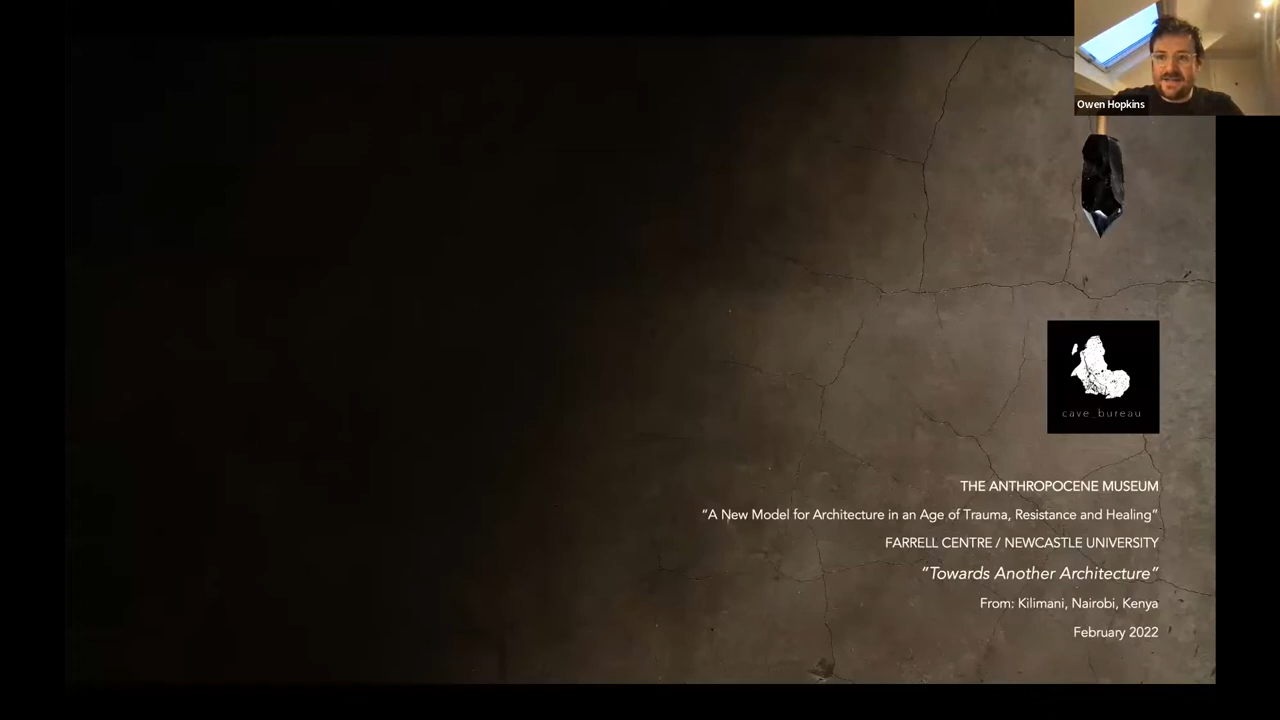 Owen Hopkins
cave_bureau
THE ANTHROPOCENE MUSEUM
“A New Model for Architecture in an Age of Trauma, Resistance and Healing”
FARRELL CENTRE / NEWCASTLE UNIVERSITY
“Towards Another Architecture”
From: Kilimani, Nairobi, Kenya
February 2022